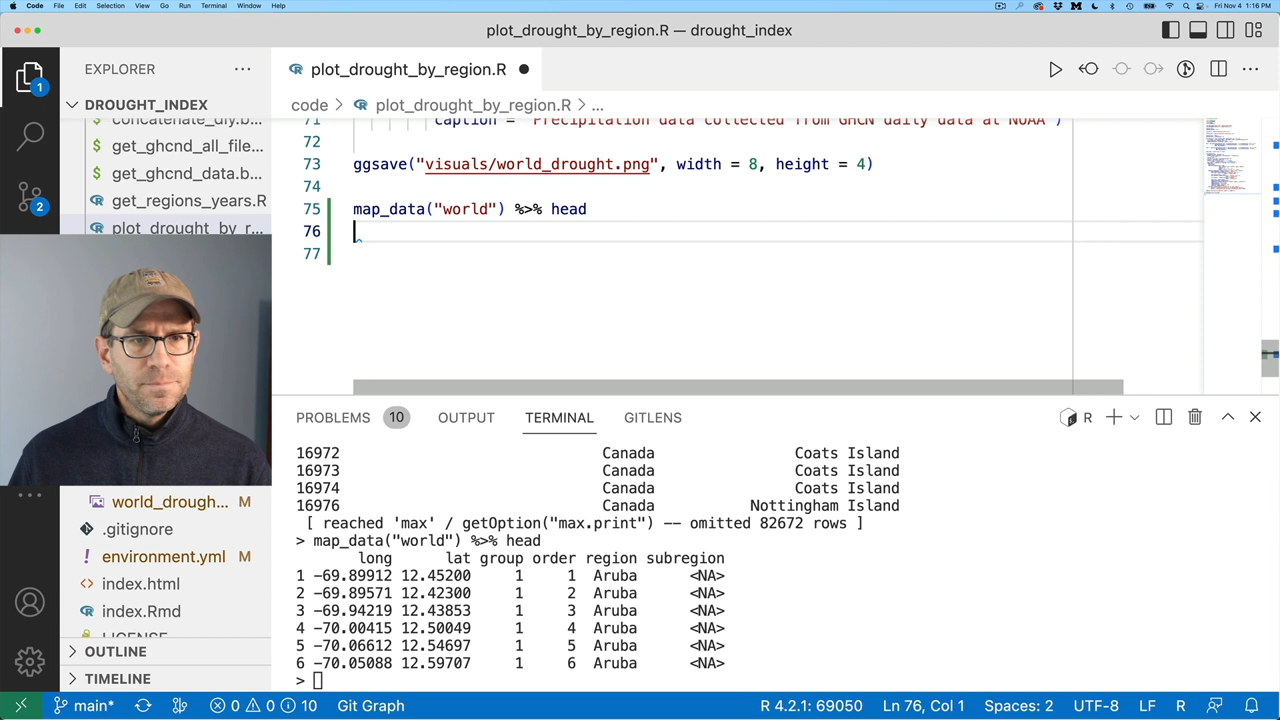 Code File Edit Selection View Go Run Terminal Window Help
Fri Nov 4 1:16 PM
plot_drought_by_region.R — drought_index
EXPLORER
plot_drought_by_region.R
DROUGHT_INDEX
code > plot_drought_by_region.R > ...
concatenate_dly.b...
get_ghcnd_all_file...
get_ghcnd_data.b...
get_regions_years.R
plot_drought_by_r...
1
2
71 caption = "Precipitation data collected from GHCN daily data at NOAA")
72
73 ggsave("visuals/world_drought.png", width = 8, height = 4)
74
75 map_data("world") %>% head
76
77
PROBLEMS 10 OUTPUT TERMINAL GITLENS
R
16972 Canada Coats Island
16973 Canada Coats Island
16974 Canada Coats Island
16976 Canada Nottingham Island
[ reached 'max' / getOption("max.print") -- omitted 82672 rows ]
> map_data("world") %>% head
long lat group order region subregion
1 -69.89912 12.45200 1 1 Aruba <NA>
2 -69.89571 12.42300 1 2 Aruba <NA>
3 -69.94219 12.43853 1 3 Aruba <NA>
4 -70.00415 12.50049 1 4 Aruba <NA>
5 -70.06612 12.54697 1 5 Aruba <NA>
6 -70.05088 12.59707 1 6 Aruba <NA>
>
world_drough... M
.gitignore
environment.yml M
index.html
index.Rmd
LICENSE
OUTLINE
TIMELINE
main* 0 0 10 Git Graph
R 4.2.1: 69050 Ln 76, Col 1 Spaces: 2 UTF-8 LF R